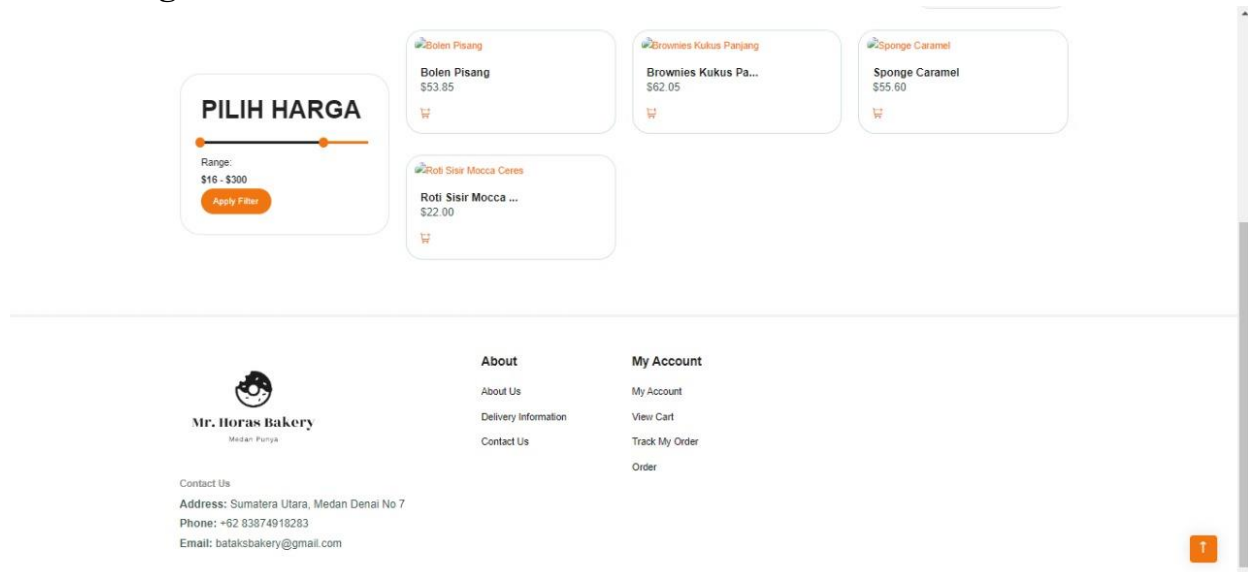 Bolen Pisang
Bolen Pisang
$53.85
Brownies Kukus Panjang
Brownies Kukus Pa...
$62.05
Sponge Caramel
Sponge Caramel
$55.60
PILIH HARGA
Range:
$16 - $300
Apply Filter
Roti Sisir Mocca Ceres
Roti Sisir Mocca ...
$22.00
Mr. Horas Bakery
Medan Punya
Contact Us
Address: Sumatera Utara, Medan Denai No 7
Phone: +62 83874918283
Email: bataksbakery@gmail.com
About
About Us
Delivery Information
Contact Us
My Account
My Account
View Cart
Track My Order
Order